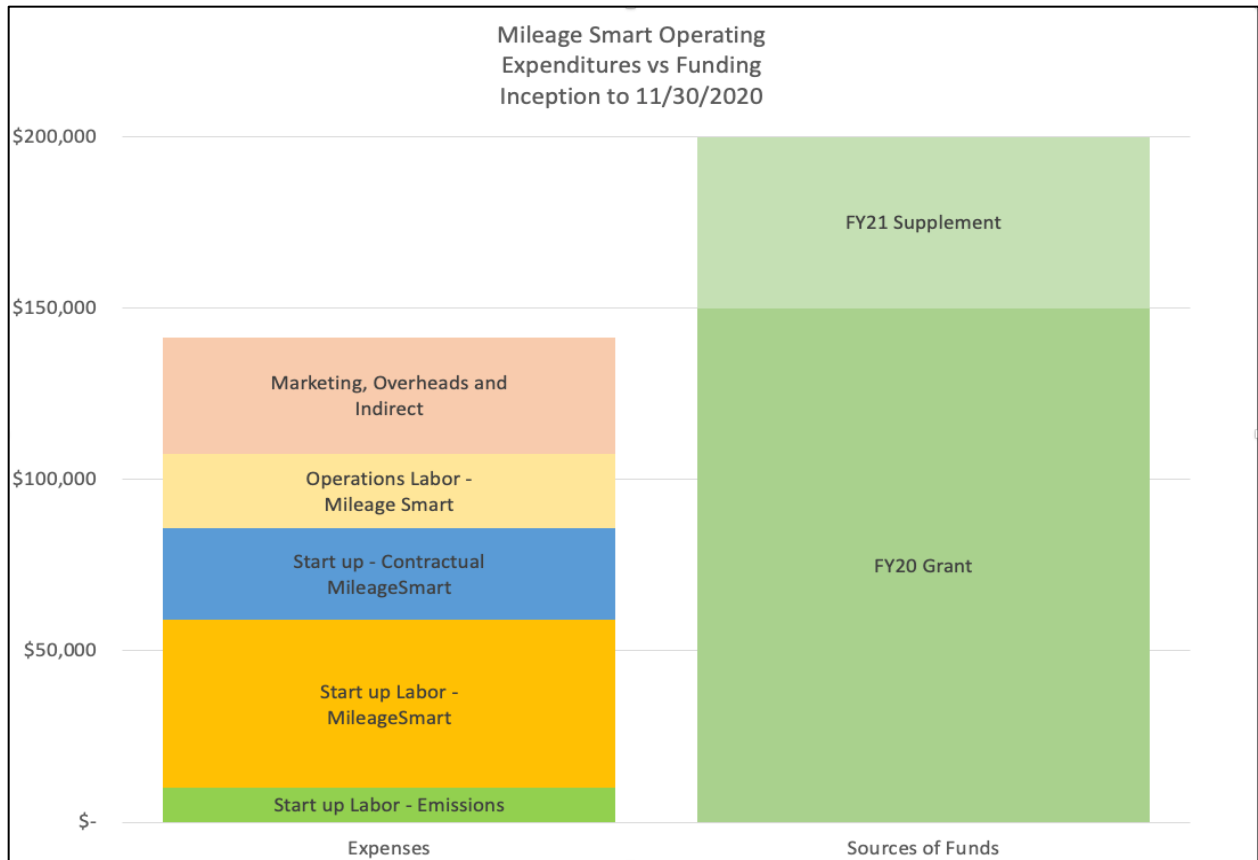 Mileage Smart Operating
Expenditures vs Funding
Inception to 11/30/2020
$200,000
$150,000
$100,000
$50,000
$-
Marketing, Overheads and
Indirect
Operations Labor -
Mileage Smart
Start up - Contractual
MileageSmart
Start up Labor -
MileageSmart
Start up Labor - Emissions
FY21 Supplement
FY20 Grant
Expenses
Sources of Funds